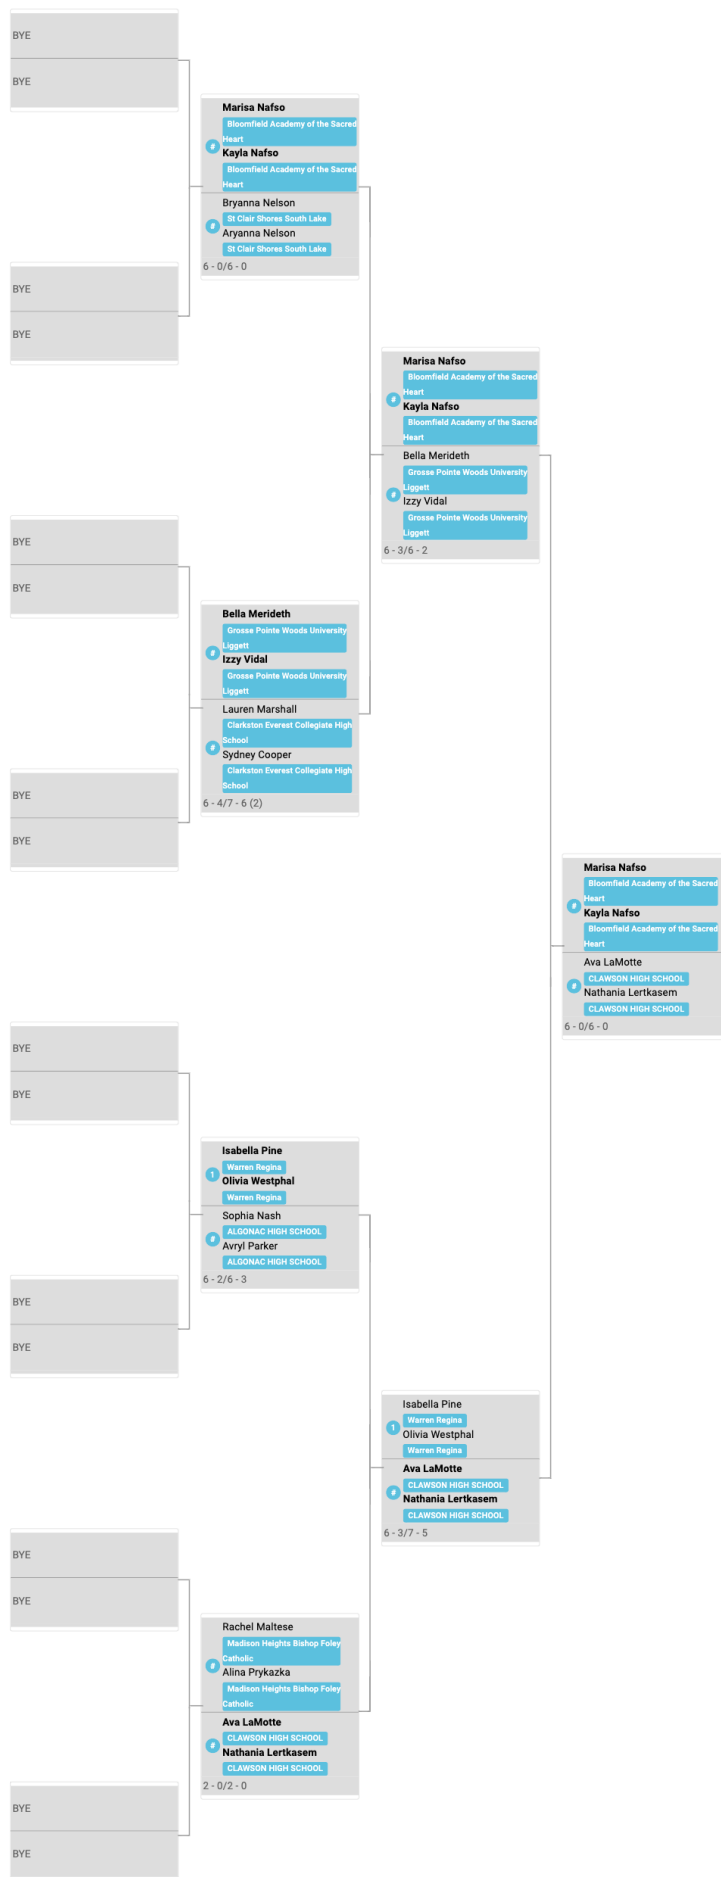 BYE
BYE
Marisa Nafso
Bloomfield Academy of the Sacred
Heart
#
Kayla Nafso
Bloomfield Academy of the Sacred
Heart
Bryanna Nelson
St Clair Shores South Lake
#
Aryanna Nelson
St Clair Shores South Lake
6 - 0/6 - 0
BYE
BYE
Marisa Nafso
Bloomfield Academy of the Sacred
Heart
#
Kayla Nafso
Bloomfield Academy of the Sacred
Heart
Bella Merideth
Grosse Pointe Woods University
Liggett
#
Izzy Vidal
Grosse Pointe Woods University
Liggett
6 - 3/6 - 2
BYE
BYE
Bella Merideth
Grosse Pointe Woods University
Liggett
#
Izzy Vidal
Grosse Pointe Woods University
Liggett
Lauren Marshall
Clarkston Everest Collegiate High
School
#
Sydney Cooper
Clarkston Everest Collegiate High
School
6 - 4/7 - 6 (2)
BYE
BYE
Marisa Nafso
Bloomfield Academy of the Sacred
Heart
#
Kayla Nafso
Bloomfield Academy of the Sacred
Heart
Ava LaMotte
CLAWSON HIGH SCHOOL
#
Nathania Lertkasem
CLAWSON HIGH SCHOOL
6 - 0/6 - 0
BYE
BYE
Isabella Pine
Warren Regina
1
Olivia Westphal
Warren Regina
Sophia Nash
ALGONAC HIGH SCHOOL
#
Avryl Parker
ALGONAC HIGH SCHOOL
6 - 2/6 - 3
BYE
BYE
Isabella Pine
Warren Regina
1
Olivia Westphal
Warren Regina
Ava LaMotte
CLAWSON HIGH SCHOOL
#
Nathania Lertkasem
CLAWSON HIGH SCHOOL
6 - 3/7 - 5
BYE
BYE
Rachel Maltese
Madison Heights Bishop Foley
Catholic
#
Alina Prykazka
Madison Heights Bishop Foley
Catholic
Ava LaMotte
CLAWSON HIGH SCHOOL
#
Nathania Lertkasem
CLAWSON HIGH SCHOOL
2 - 0/2 - 0
BYE
BYE